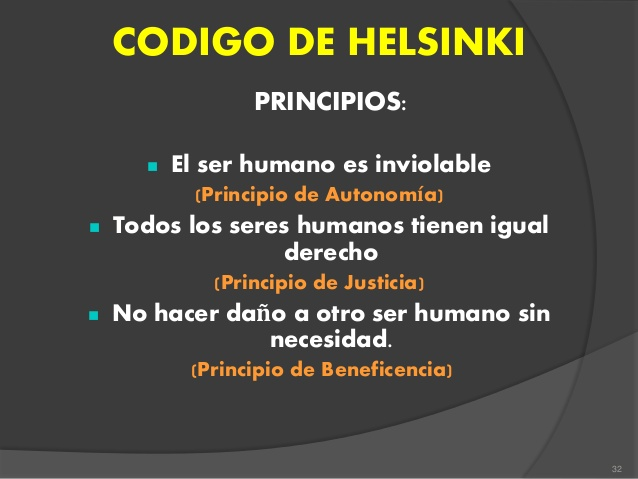 CODIGO DE HELSINKI
PRINCIPIOS:
El ser humano es inviolable
(Principio de Autonomía)
Todos los seres humanos tienen igual
derecho
(Principio de Justicia)
No hacer daño a otro ser humano sin
necesidad.
(Principio de Beneficencia)
32